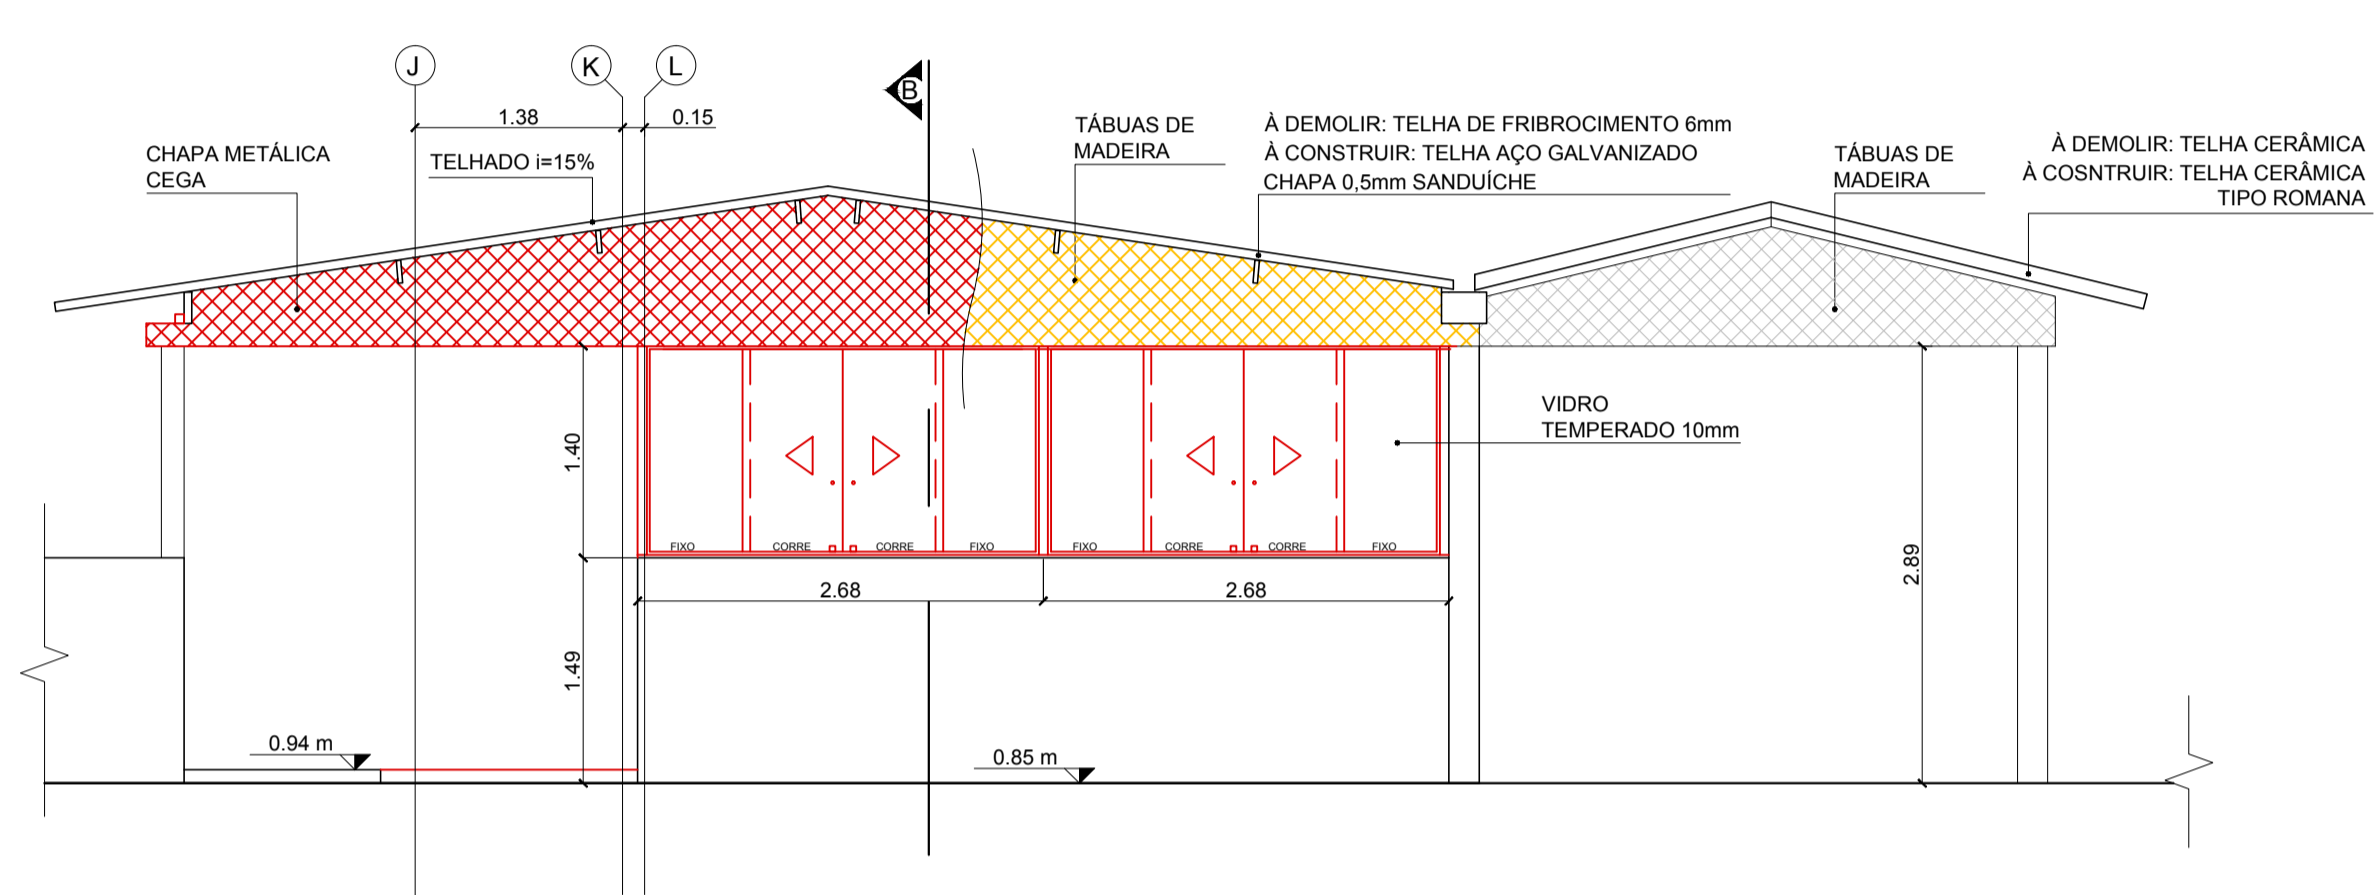 J
K
L
B
1.38
0.15
CHAPA METÁLICA
CEGA
TELHADO i=15%
TÁBUAS DE
MADEIRA
À DEMOLIR: TELHA DE FRIBROCIMENTO 6mm
À CONSTRUIR: TELHA AÇO GALVANIZADO
CHAPA 0,5mm SANDUÍCHE
TÁBUAS DE
MADEIRA
À DEMOLIR: TELHA CERÂMICA
À COSNTRUIR: TELHA CERÂMICA
TIPO ROMANA
VIDRO
TEMPERADO 10mm
1.40
FIXO CORRE CORRE FIXO FIXO CORRE CORRE FIXO
2.68
2.68
2.89
1.49
0.94 m
0.85 m